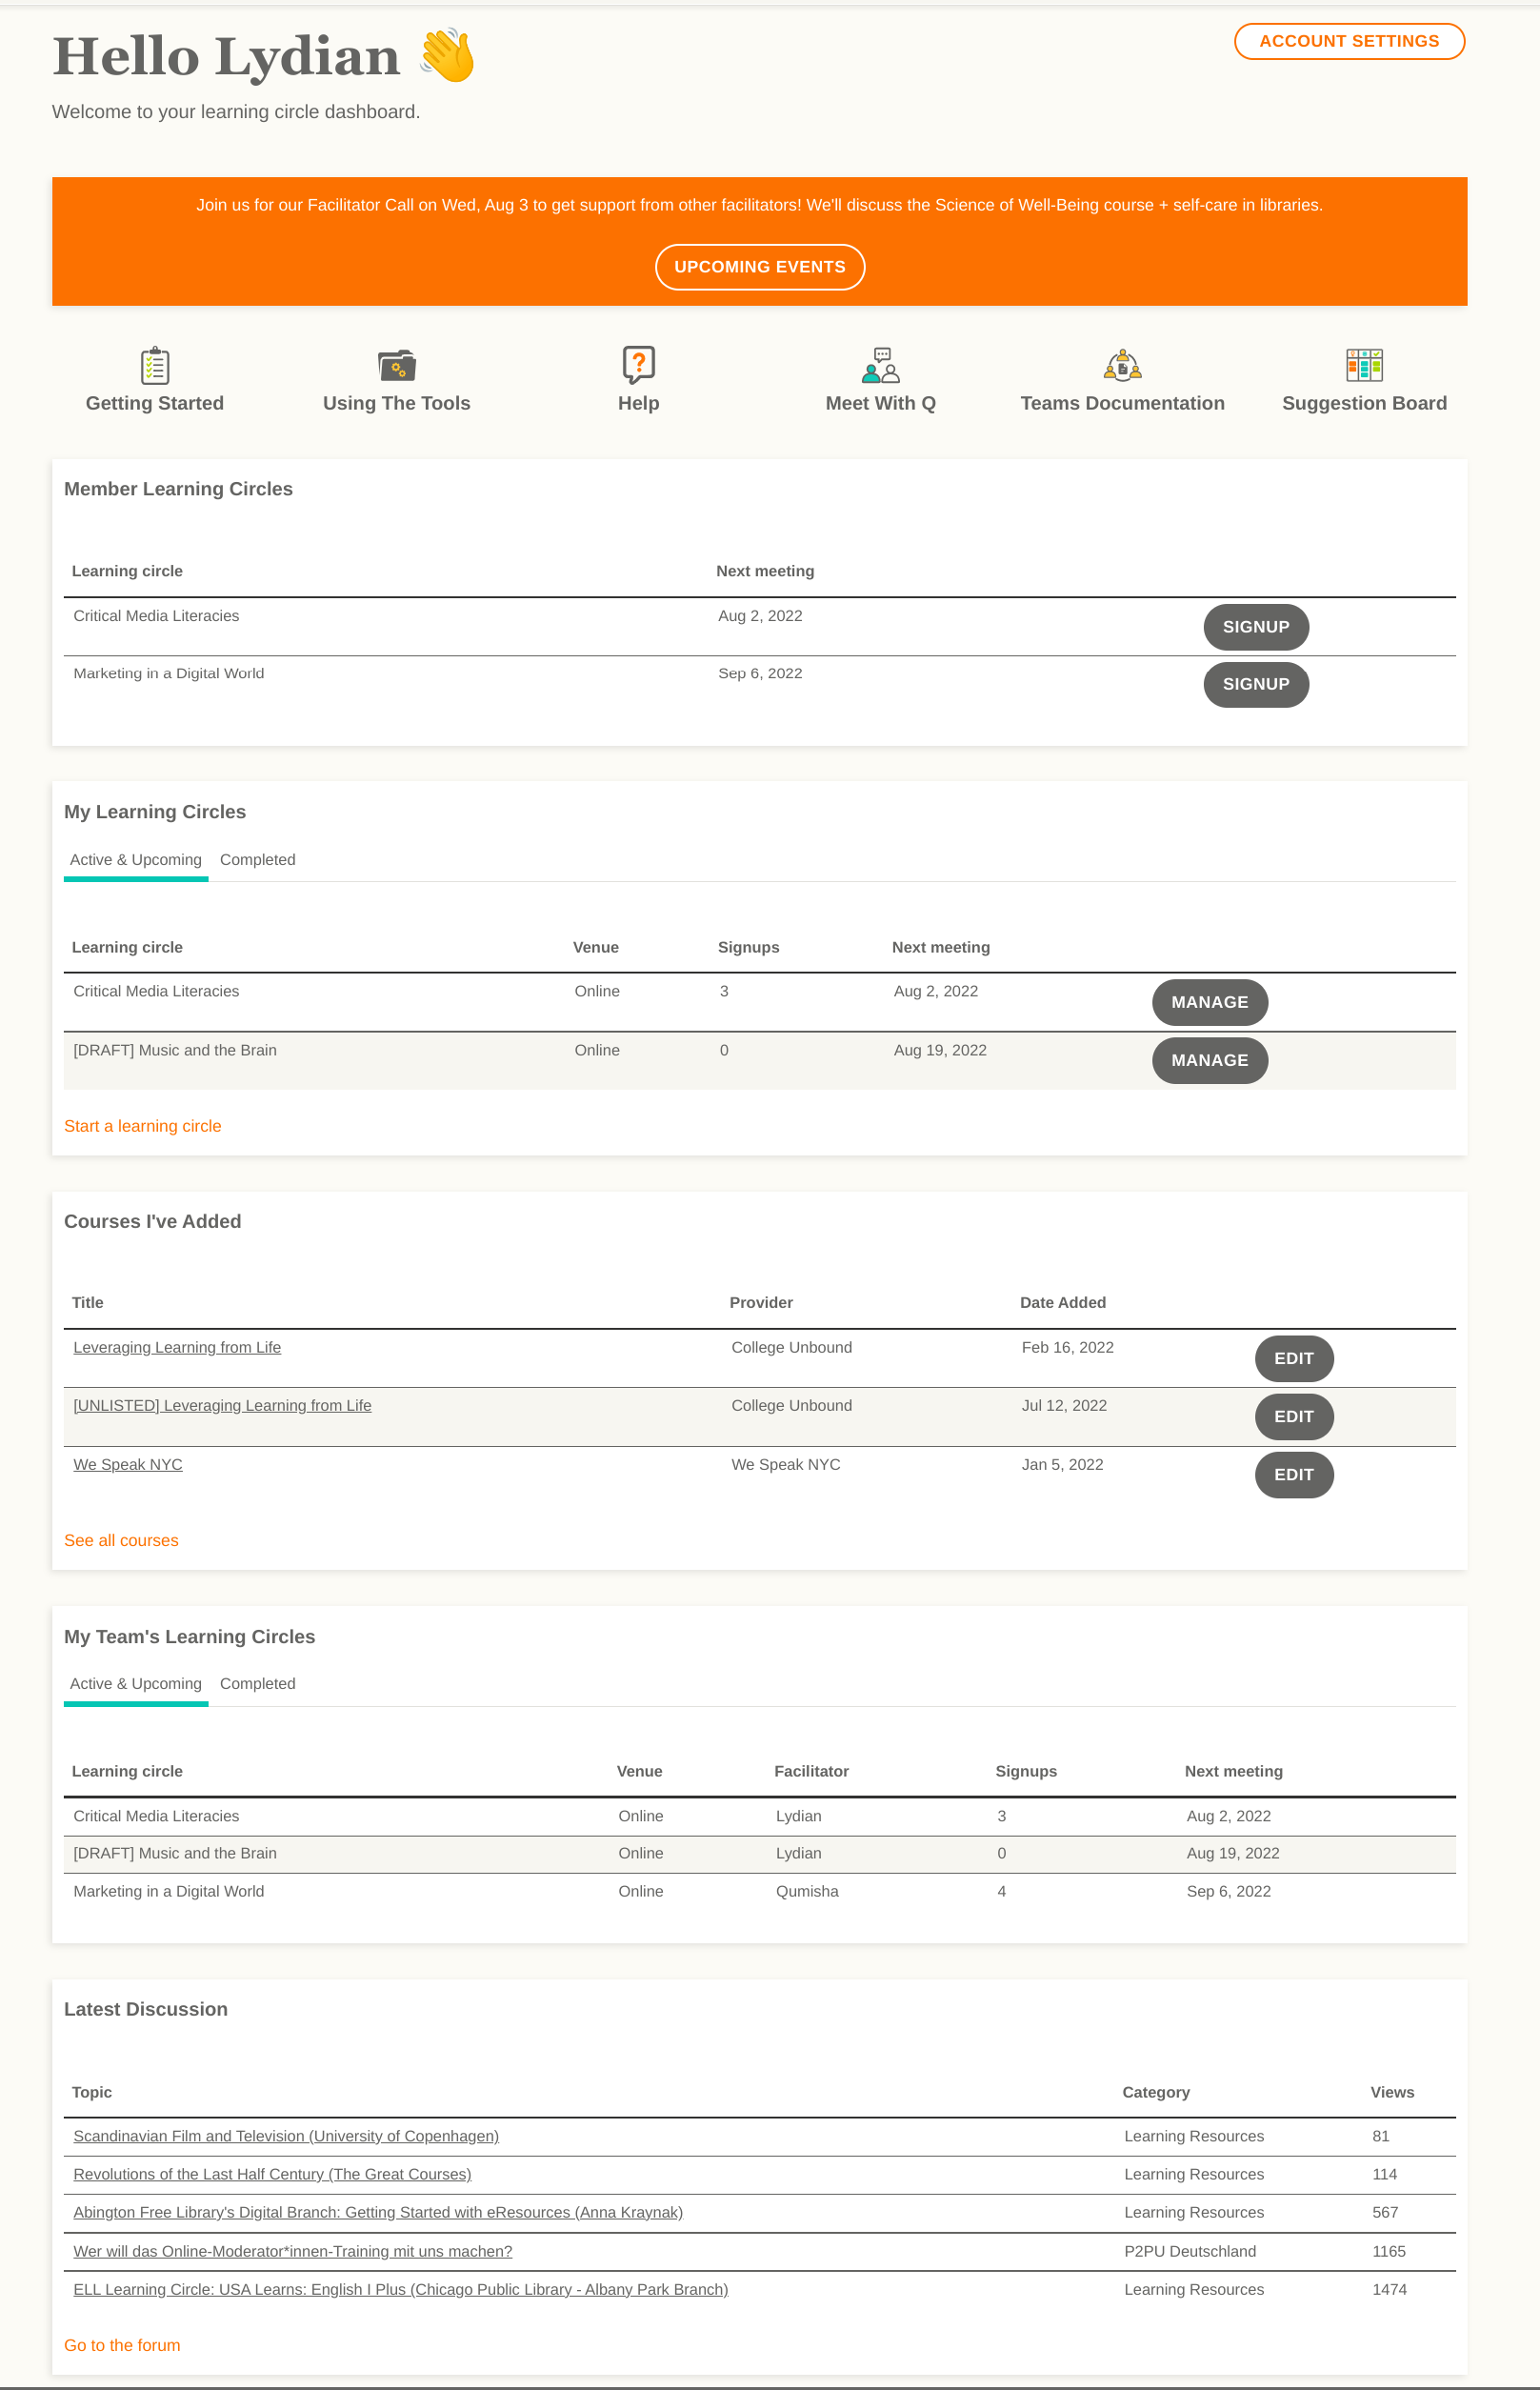 Hello Lydian 👋
ACCOUNT SETTINGS
Welcome to your learning circle dashboard.
Join us for our Facilitator Call on Wed, Aug 3 to get support from other facilitators! We'll discuss the Science of Well-Being course + self-care in libraries.
UPCOMING EVENTS
Getting Started Using The Tools Help Meet With Q Teams Documentation Suggestion Board
Member Learning Circles
Learning circle Next meeting
Critical Media Literacies Aug 2, 2022 SIGNUP
Marketing in a Digital World Sep 6, 2022 SIGNUP
My Learning Circles
Active & Upcoming Completed
Learning circle Venue Signups Next meeting
Critical Media Literacies Online 3 Aug 2, 2022 MANAGE
[DRAFT] Music and the Brain Online 0 Aug 19, 2022 MANAGE
Start a learning circle
Courses I've Added
Title Provider Date Added
Leveraging Learning from Life College Unbound Feb 16, 2022 EDIT
[UNLISTED] Leveraging Learning from Life College Unbound Jul 12, 2022 EDIT
We Speak NYC We Speak NYC Jan 5, 2022 EDIT
See all courses
My Team's Learning Circles
Active & Upcoming Completed
Learning circle Venue Facilitator Signups Next meeting
Critical Media Literacies Online Lydian 3 Aug 2, 2022
[DRAFT] Music and the Brain Online Lydian 0 Aug 19, 2022
Marketing in a Digital World Online Qumisha 4 Sep 6, 2022
Latest Discussion
Topic Category Views
Scandinavian Film and Television (University of Copenhagen) Learning Resources 81
Revolutions of the Last Half Century (The Great Courses) Learning Resources 114
Abington Free Library's Digital Branch: Getting Started with eResources (Anna Kraynak) Learning Resources 567
Wer will das Online-Moderator*innen-Training mit uns machen? P2PU Deutschland 1165
ELL Learning Circle: USA Learns: English I Plus (Chicago Public Library - Albany Park Branch) Learning Resources 1474
Go to the forum